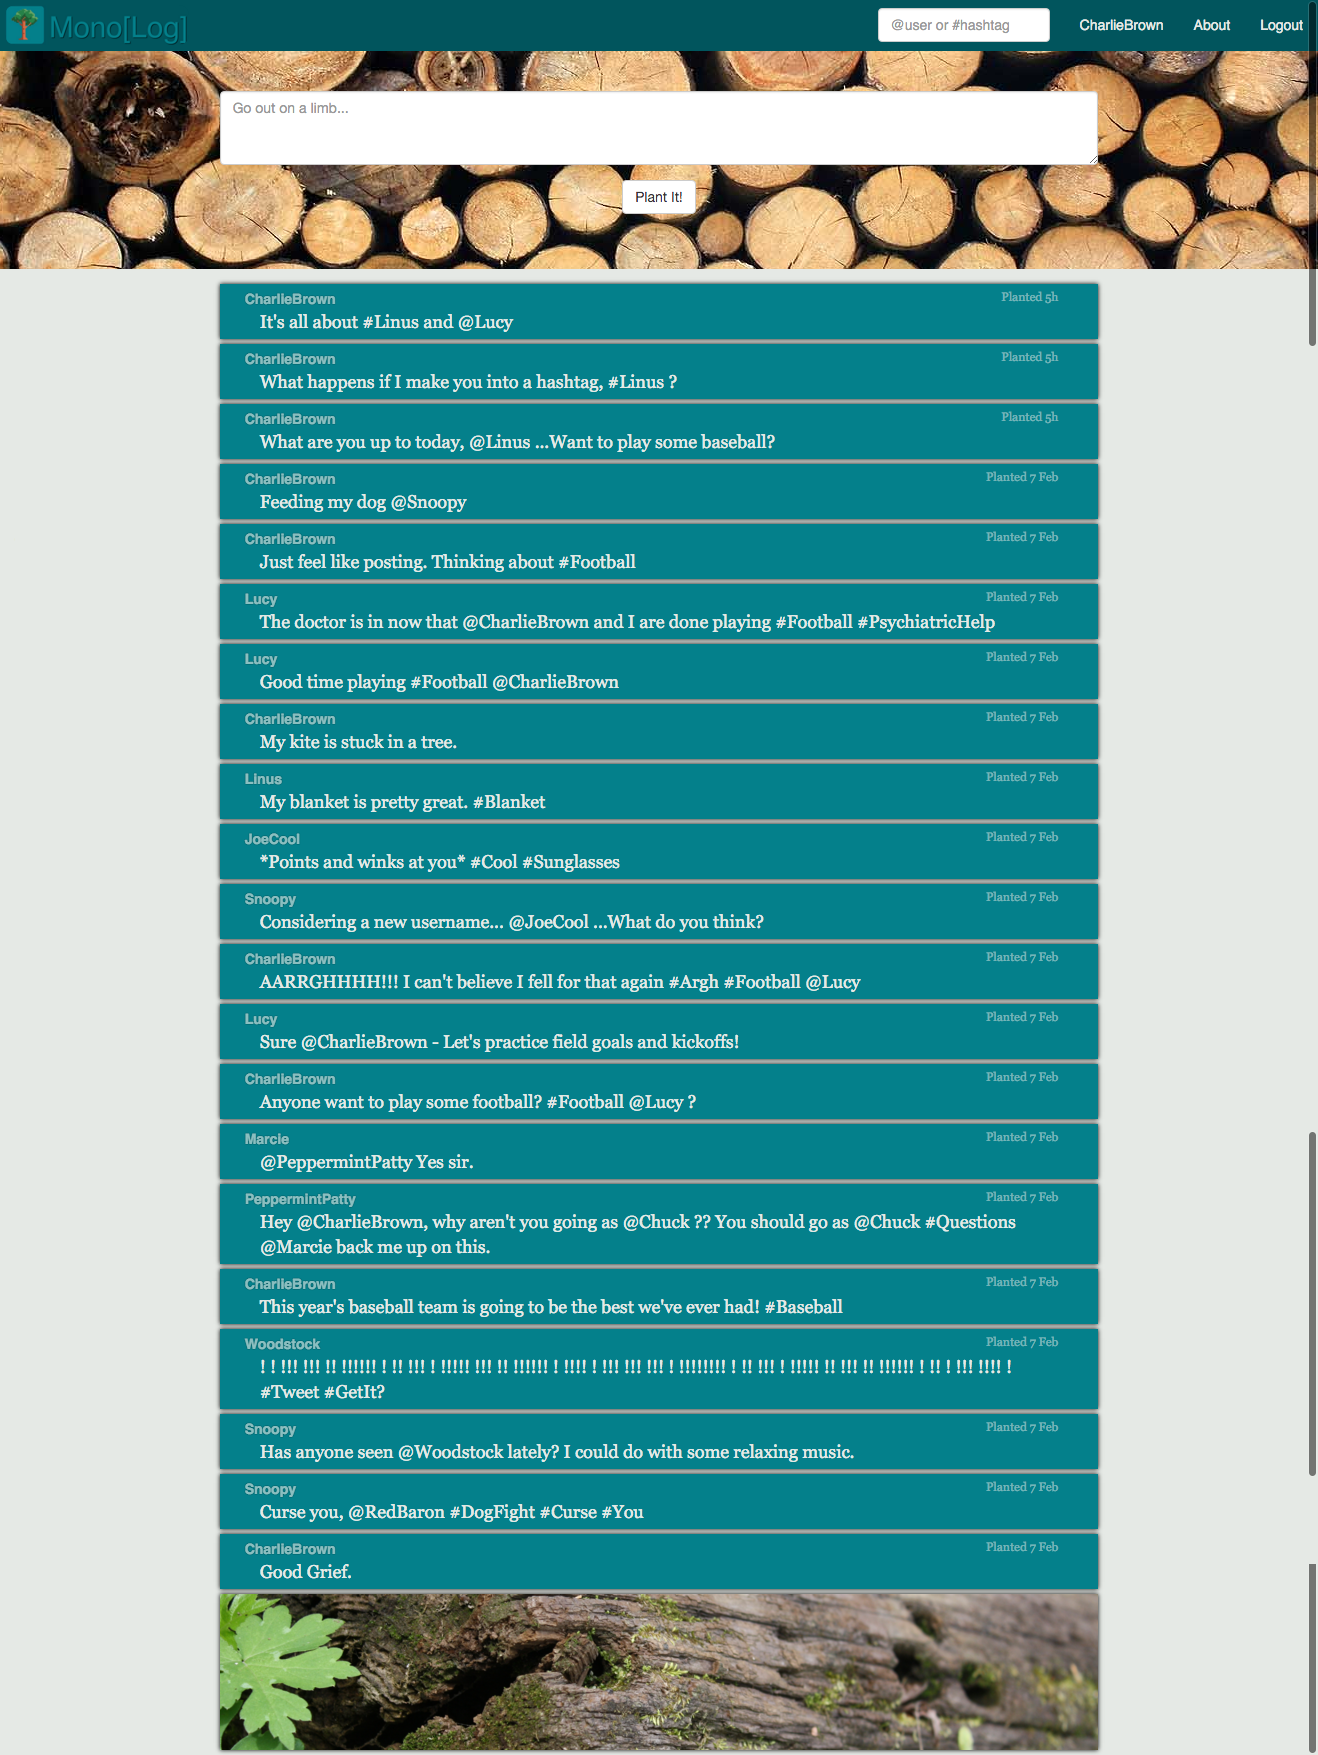 Mono[Log]
@user or #hashtag
CharlieBrown
About
Logout
Go out on a limb...
Plant It!
CharlieBrown
Planted 5h
It's all about #Linus and @Lucy
CharlieBrown
Planted 5h
What happens if I make you into a hashtag, #Linus ?
CharlieBrown
Planted 5h
What are you up to today, @Linus ...Want to play some baseball?
CharlieBrown
Planted 7 Feb
Feeding my dog @Snoopy
CharlieBrown
Planted 7 Feb
Just feel like posting. Thinking about #Football
Lucy
Planted 7 Feb
The doctor is in now that @CharlieBrown and I are done playing #Football #PsychiatricHelp
Lucy
Planted 7 Feb
Good time playing #Football @CharlieBrown
CharlieBrown
Planted 7 Feb
My kite is stuck in a tree.
Linus
Planted 7 Feb
My blanket is pretty great. #Blanket
JoeCool
Planted 7 Feb
*Points and winks at you* #Cool #Sunglasses
Snoopy
Planted 7 Feb
Considering a new username... @JoeCool ...What do you think?
CharlieBrown
Planted 7 Feb
AARRGHHHH!!! I can't believe I fell for that again #Argh #Football @Lucy
Lucy
Planted 7 Feb
Sure @CharlieBrown - Let's practice field goals and kickoffs!
CharlieBrown
Planted 7 Feb
Anyone want to play some football? #Football @Lucy ?
Marcie
Planted 7 Feb
@PeppermintPatty Yes sir.
PeppermintPatty
Planted 7 Feb
Hey @CharlieBrown, why aren't you going as @Chuck ?? You should go as @Chuck #Questions
@Marcie back me up on this.
CharlieBrown
Planted 7 Feb
This year's baseball team is going to be the best we've ever had! #Baseball
Woodstock
Planted 7 Feb
! ! !!! !!! !! !!!!!! ! !! !!! ! !!!!! !!! !! !!!!!! ! !!!! ! !!! !!! !!! ! !!!!!!!! ! !! !!! ! !!!!! !! !!! !! !!!!!! ! !! ! !!! !!!! !
#Tweet #GetIt?
Snoopy
Planted 7 Feb
Has anyone seen @Woodstock lately? I could do with some relaxing music.
Snoopy
Planted 7 Feb
Curse you, @RedBaron #DogFight #Curse #You
CharlieBrown
Planted 7 Feb
Good Grief.